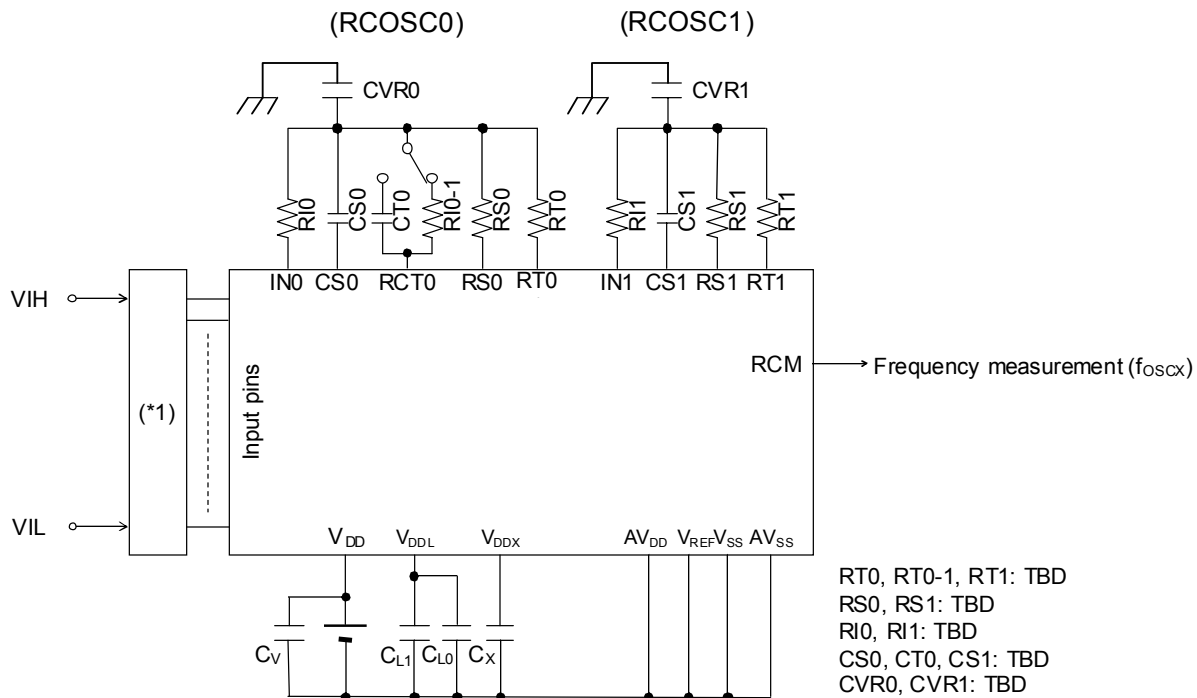 (RCOSC0) (RCOSC1)
CVR0 CVR1
RI0 CS0 CT0 RI0-1 RS0 RT0 RI1 CS1 RS1 RT1
IN0 CS0 RCT0 RS0 RT0 IN1 CS1 RS1 RT1
VIH
RCM Frequency measurement (fOSCX)
(*1) Input pins
VIL
VDD VDDL VDDX AVDD VREF VSS AVSS
CV CL1 CL0 CX
RT0, RT0-1, RT1: TBD
RS0, RS1: TBD
RI0, RI1: TBD
CS0, CT0, CS1: TBD
CVR0, CVR1: TBD